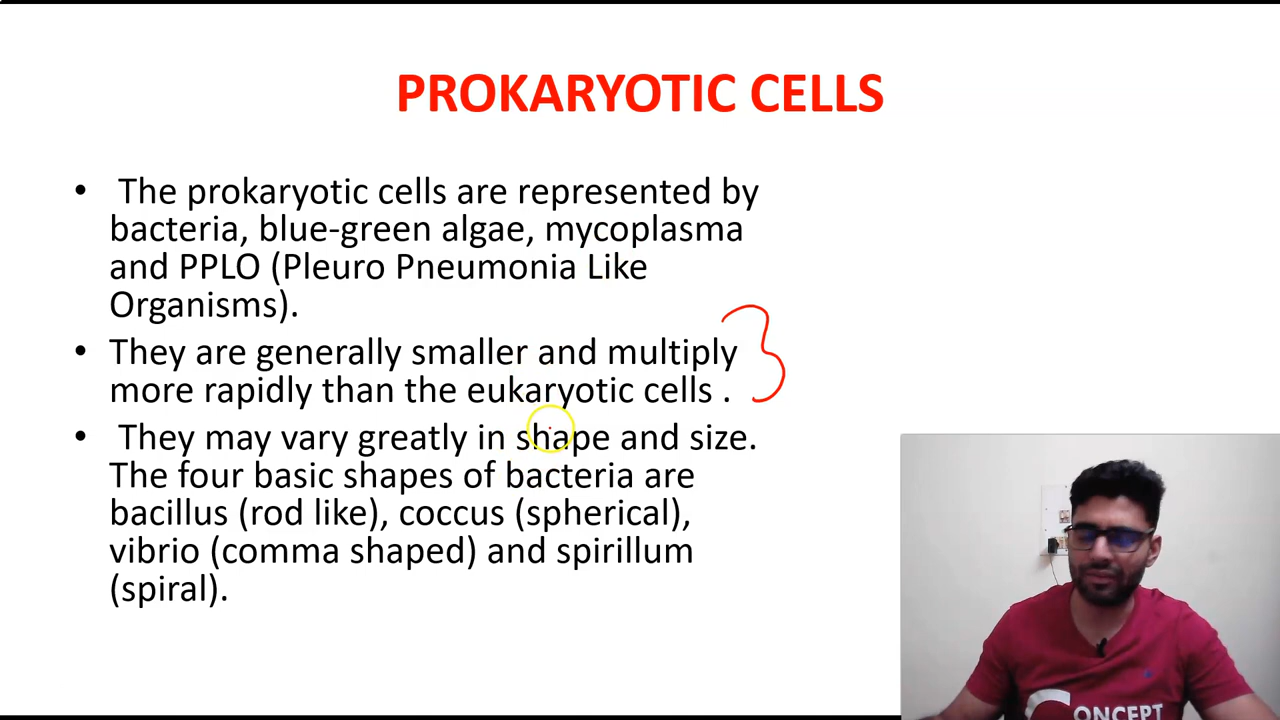 PROKARYOTIC CELLS
• The prokaryotic cells are represented by
bacteria, blue-green algae, mycoplasma
and PPLO (Pleuro Pneumonia Like
Organisms).
• They are generally smaller and multiply
more rapidly than the eukaryotic cells .
• They may vary greatly in shape and size.
The four basic shapes of bacteria are
bacillus (rod like), coccus (spherical),
vibrio (comma shaped) and spirillum
(spiral).
CONCEPT